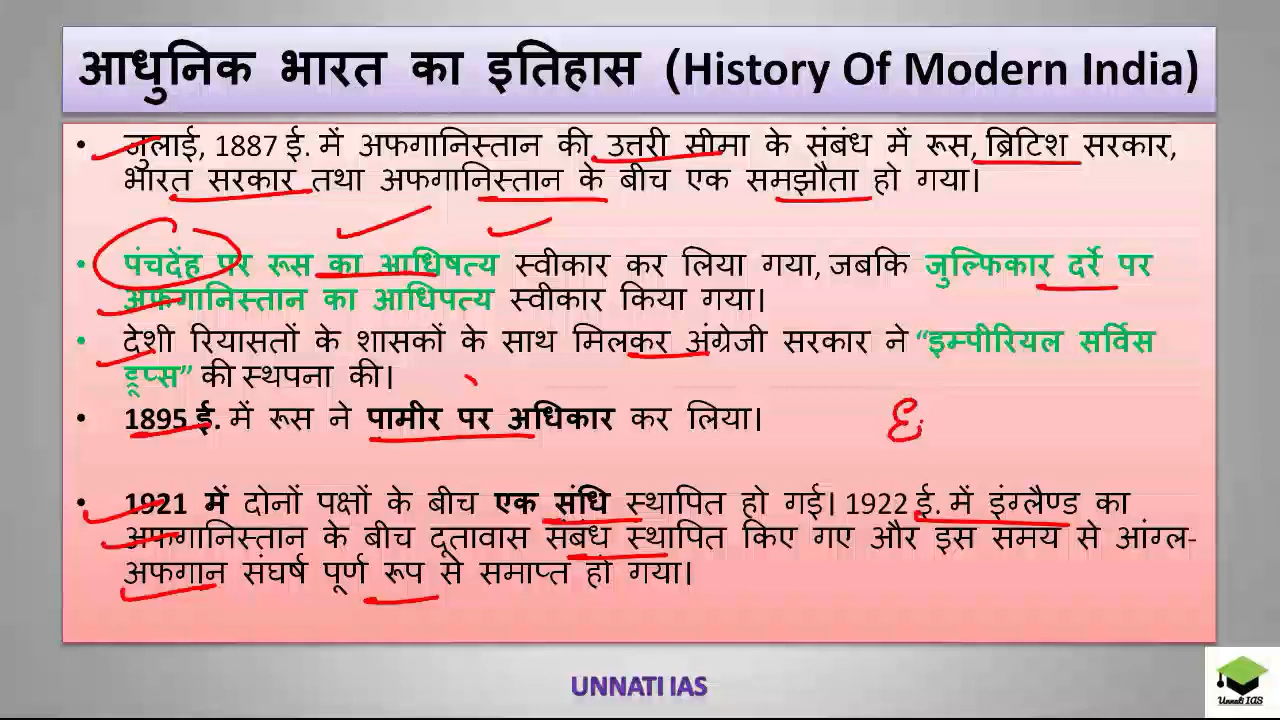 आधुनिक भारत का इतिहास (History Of Modern India)
• जुलाई, 1887 ई. में अफगानिस्तान की उत्तरी सीमा के संबंध में रूस, ब्रिटिश सरकार,
भारत सरकार तथा अफगानिस्तान के बीच एक समझौता हो गया।
• पंचदेंह पर रूस का आधिषत्य स्वीकार कर लिया गया, जबकि जुल्फिकार दर्रे पर
अफगानिस्तान का आधिपत्य स्वीकार किया गया।
• देशी रियासतों के शासकों के साथ मिलकर अंग्रेजी सरकार ने “इम्पीरियल सर्विस
ट्रूप्स” की स्थपना की।
• 1895 ई. में रूस ने पामीर पर अधिकार कर लिया।
• 1921 में दोनों पक्षों के बीच एक संधि स्थापित हो गई। 1922 ई. में इंग्लैण्ड का
अफगानिस्तान के बीच दूतावास संबंध स्थापित किए गए और इस समय से आंग्ल-
अफगान संघर्ष पूर्ण रूप से समाप्त हो गया।
UNNATI IAS
Unnati IAS